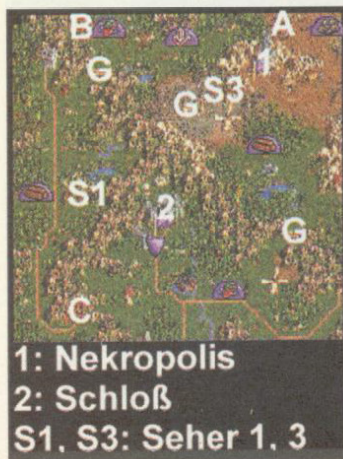 B A
1
G
G S3
S1
2
G
C
1: Nekropolis
2: Schloß
S1, S3: Seher 1, 3